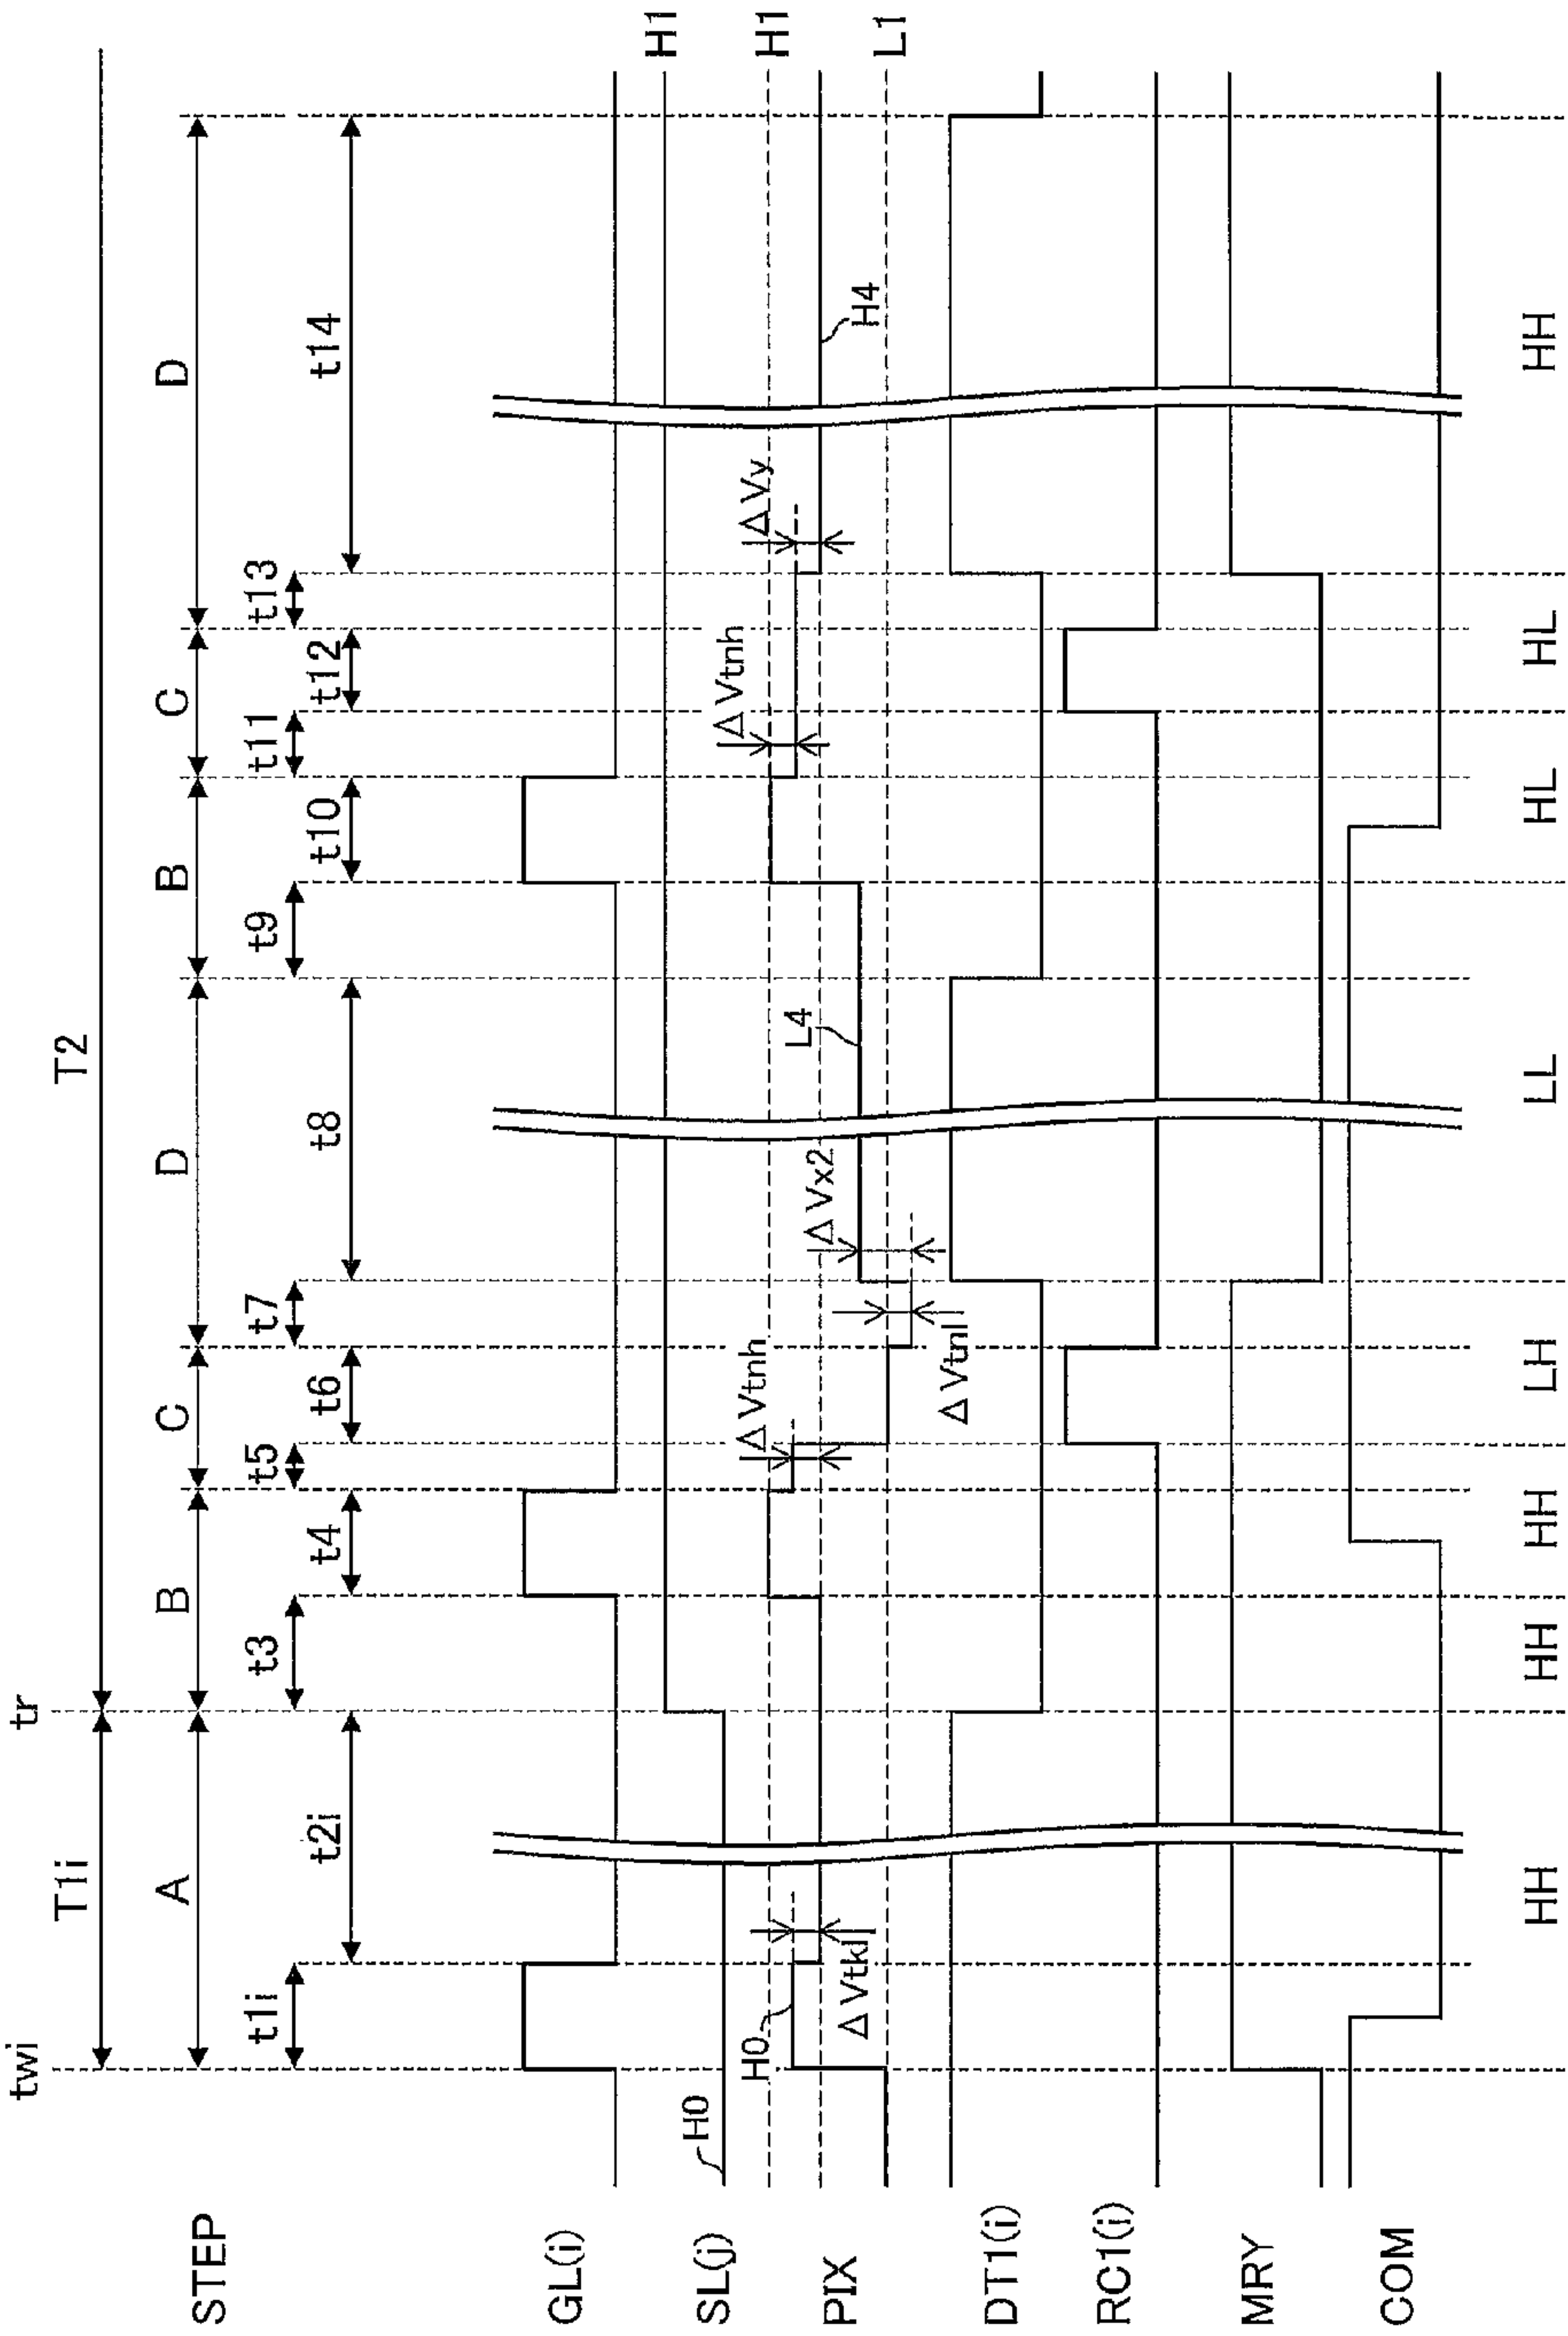 twi tr
T1i T2
STEP A B C D B C D
t1i t3 t5 t7 t9 t11 t13
t2i t4 t6 t8 t10 t12 t14
GL(i)
SL(j) H0 H1
PIX H0 ΔVtkl ΔVtnh ΔVtnl ΔVx2 L4 ΔVtnh ΔVy H4 H1 L1
DT1(i)
RC1(i)
MRY
COM
HH HH HH LH LL HL HL HH